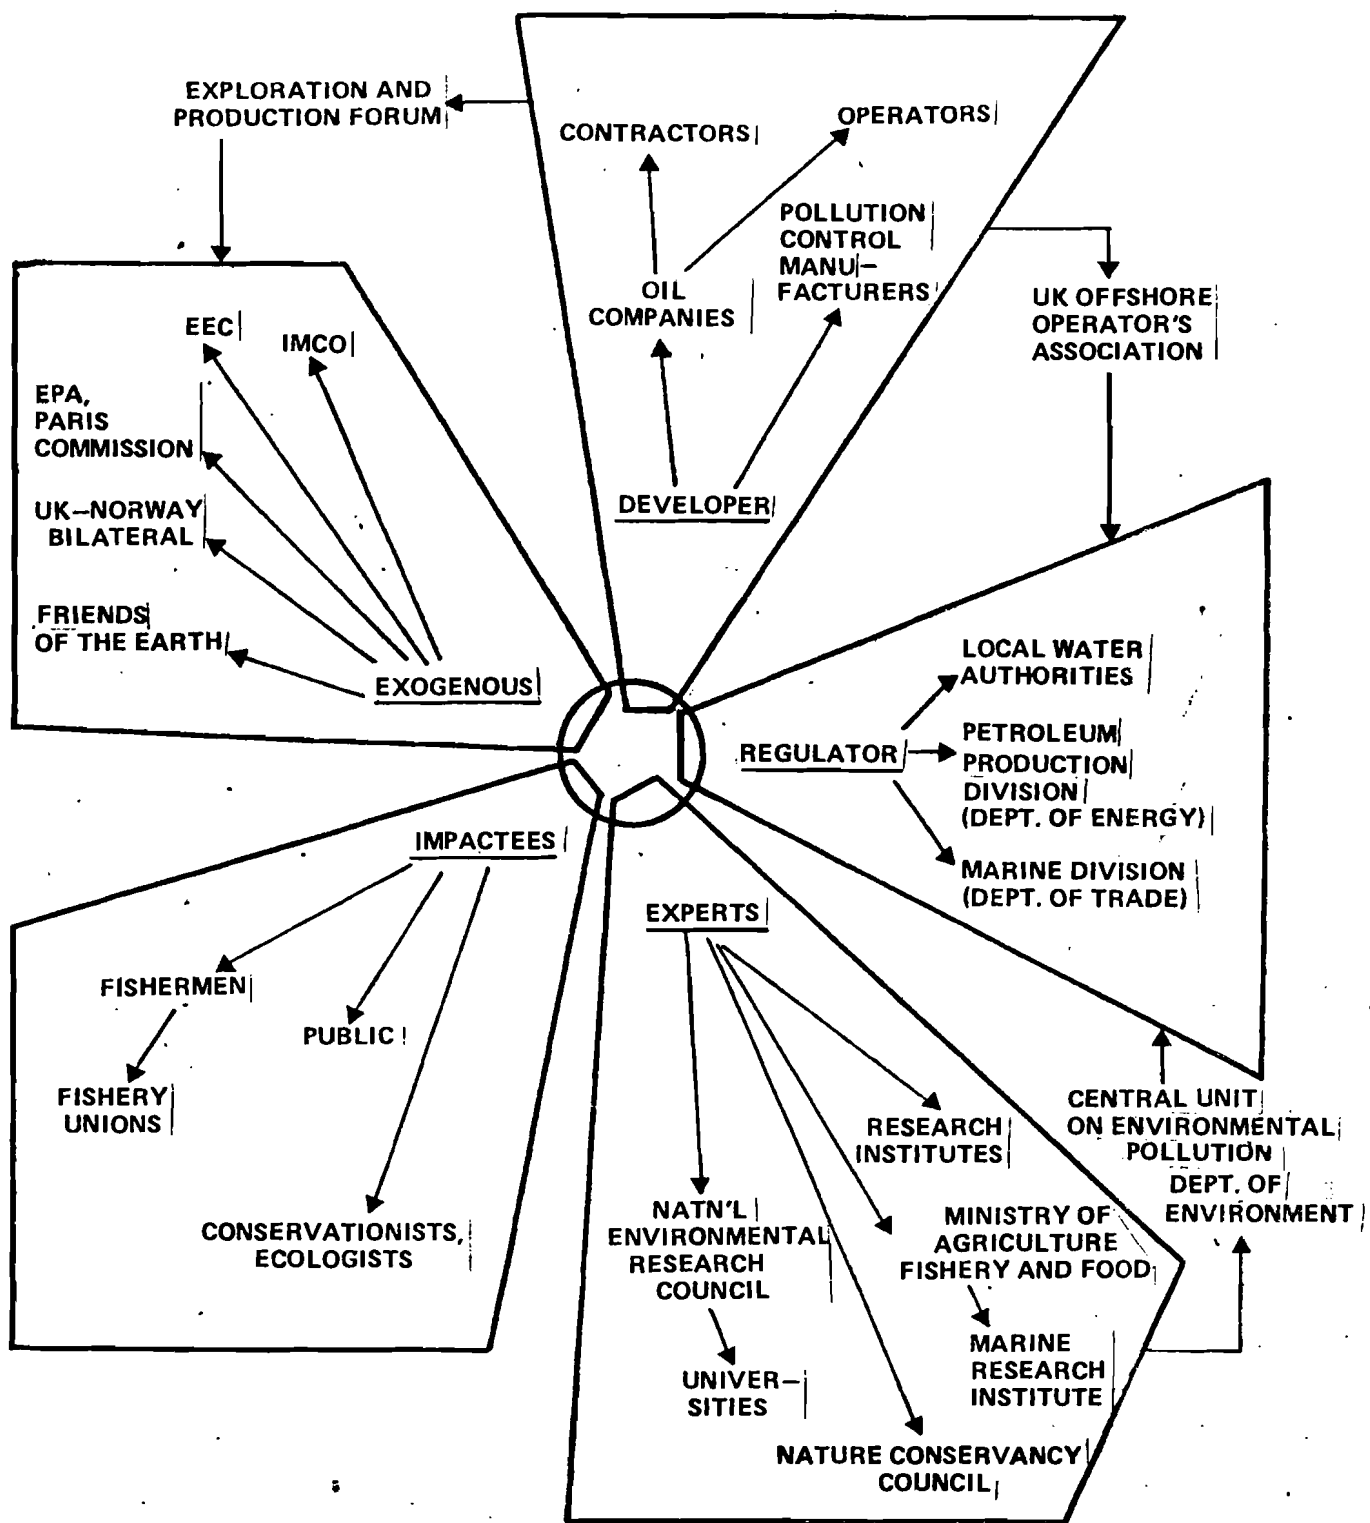 EXPLORATION AND
PRODUCTION FORUM
CONTRACTORS
OPERATORS
POLLUTION
CONTROL
MANU–
FACTURERS
OIL
COMPANIES
DEVELOPER
UK OFFSHORE
OPERATOR'S
ASSOCIATION
EEC
IMCO
EPA,
PARIS
COMMISSION
UK–NORWAY
BILATERAL
FRIENDS
OF THE EARTH
EXOGENOUS
REGULATOR
LOCAL WATER
AUTHORITIES
PETROLEUM
PRODUCTION
DIVISION
(DEPT. OF ENERGY)
MARINE DIVISION
(DEPT. OF TRADE)
IMPACTEES
FISHERMEN
FISHERY
UNIONS
PUBLIC
CONSERVATIONISTS,
ECOLOGISTS
EXPERTS
RESEARCH
INSTITUTES
NATN'L
ENVIRONMENTAL
RESEARCH
COUNCIL
UNIVER–
SITIES
MINISTRY OF
AGRICULTURE
FISHERY AND FOOD
MARINE
RESEARCH
INSTITUTE
NATURE CONSERVANCY
COUNCIL
CENTRAL UNIT
ON ENVIRONMENTAL
POLLUTION
DEPT. OF
ENVIRONMENT